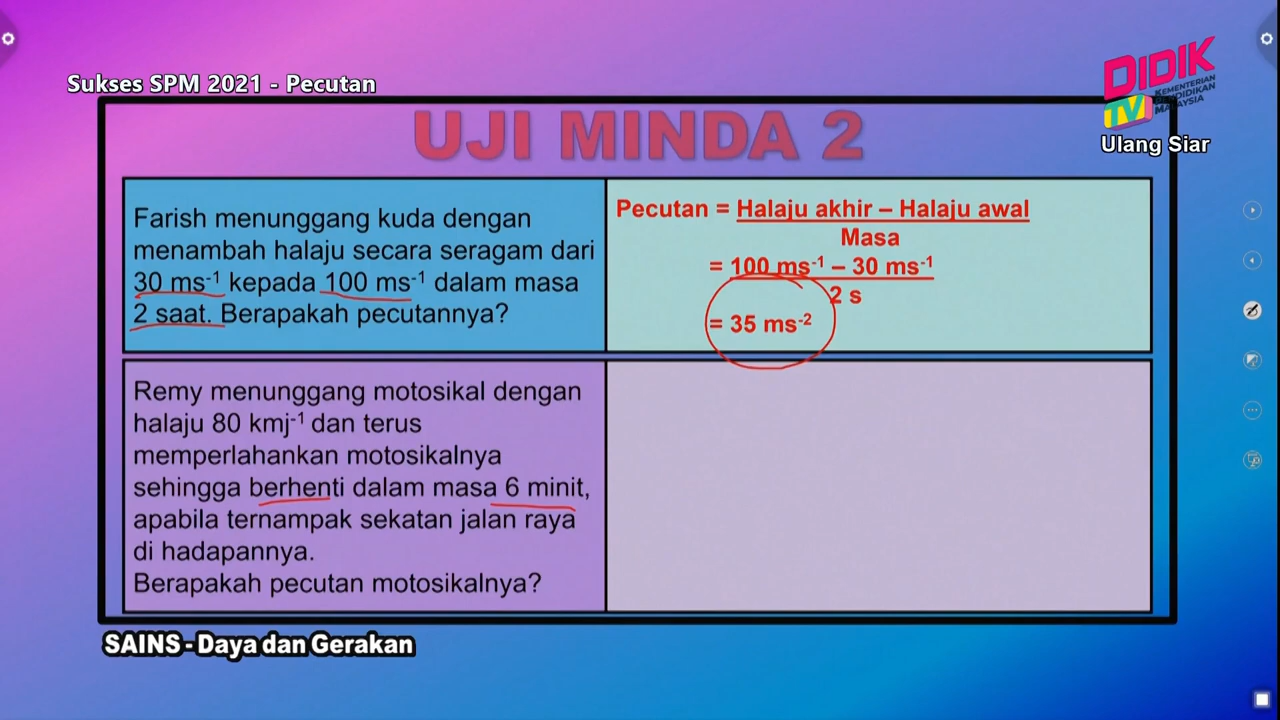 Sukses SPM 2021 - Pecutan
DIDIK
TV
KEMENTERIAN
PENDIDIKAN
MALAYSIA
Ulang Siar
UJI MINDA 2
Farish menunggang kuda dengan
menambah halaju secara seragam dari
30 ms⁻¹ kepada 100 ms⁻¹ dalam masa
2 saat. Berapakah pecutannya?
Pecutan = Halaju akhir – Halaju awal
Masa
= 100 ms⁻¹ – 30 ms⁻¹
2 s
= 35 ms⁻²
Remy menunggang motosikal dengan
halaju 80 kmj⁻¹ dan terus
memperlahankan motosikalnya
sehingga berhenti dalam masa 6 minit,
apabila ternampak sekatan jalan raya
di hadapannya.
Berapakah pecutan motosikalnya?
SAINS - Daya dan Gerakan